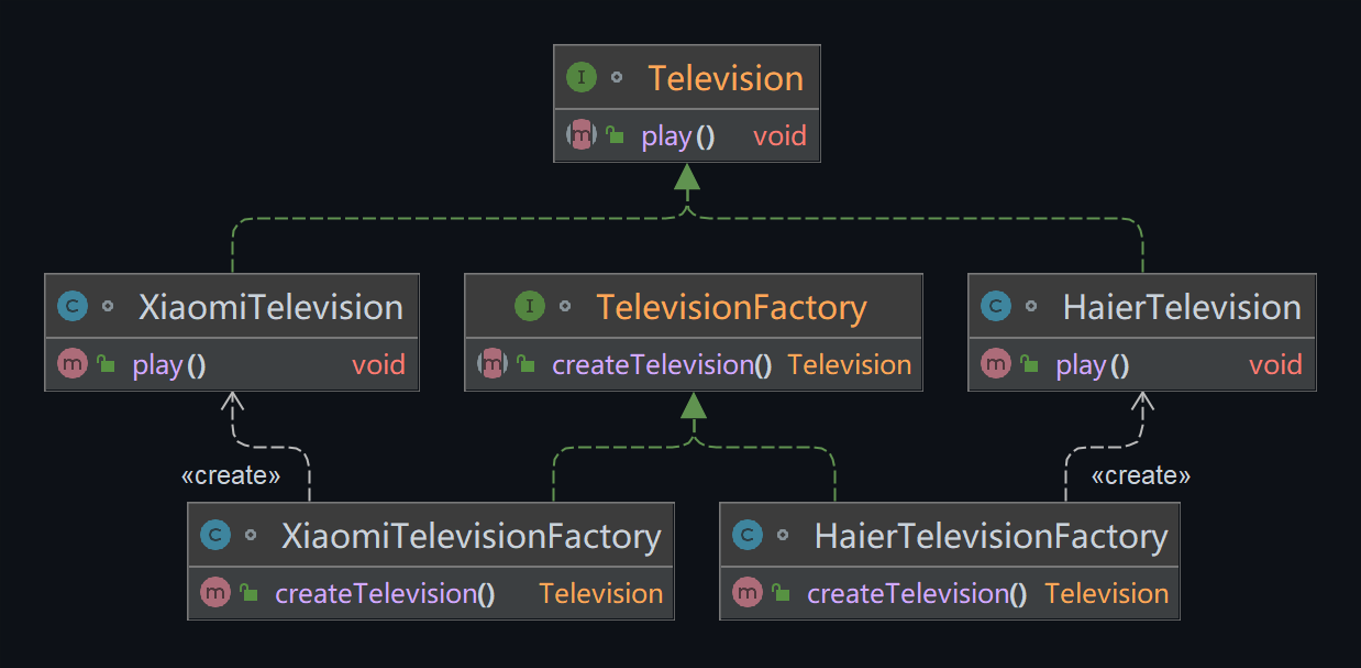 I Television
m play() void
C XiaomiTelevision
m play() void
I TelevisionFactory
m createTelevision() Television
C HaierTelevision
m play() void
«create»
«create»
C XiaomiTelevisionFactory
m createTelevision() Television
C HaierTelevisionFactory
m createTelevision() Television